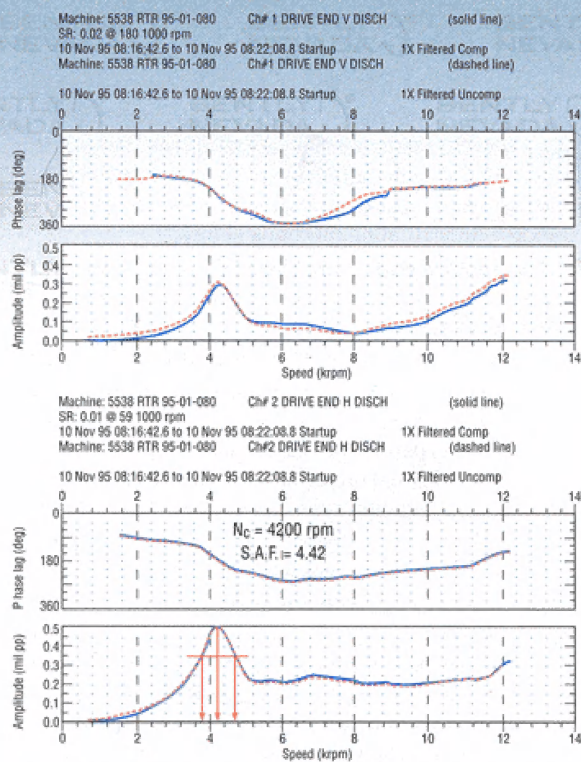 Machine: 5538 RTR 95-01-080 Ch# 1 DRIVE END V DISCH (solid line)
SR: 0.02 @ 180 1000 rpm
10 Nov 95 08:16:42.6 to 10 Nov 95 08:22:08.8 Startup 1X Filtered Comp
Machine: 5538 RTR 95-01-080 Ch#1 DRIVE END V DISCH (dashed line)
10 Nov 95 08:16:42.6 to 10 Nov 95 08:22:08.8 Startup 1X Filtered Uncomp
0 2 4 6 8 10 12 14
Phase lag (deg)
0
180
360
Amplitude (mil pp)
0.5
0.4
0.3
0.2
0.1
0.0
0 2 4 6 8 10 12 14
Speed (krpm)
Machine: 5538 RTR 95-01-080 Ch# 2 DRIVE END H DISCH (solid line)
SR: 0.01 @ 59 1000 rpm
10 Nov 95 08:16:42.6 to 10 Nov 95 08:22:08.8 Startup 1X Filtered Comp
Machine: 5538 RTR 95-01-080 Ch#2 DRIVE END H DISCH (dashed line)
10 Nov 95 08:16:42.6 to 10 Nov 95 08:22:08.8 Startup 1X Filtered Uncomp
0 2 4 6 8 10 12 14
P hase lag (deg)
0
180
360
Nc = 4200 rpm
S.A.F. = 4.42
Amplitude (mil pp)
0.5
0.4
0.3
0.2
0.1
0.0
0 2 4 6 8 10 12 14
Speed (krpm)